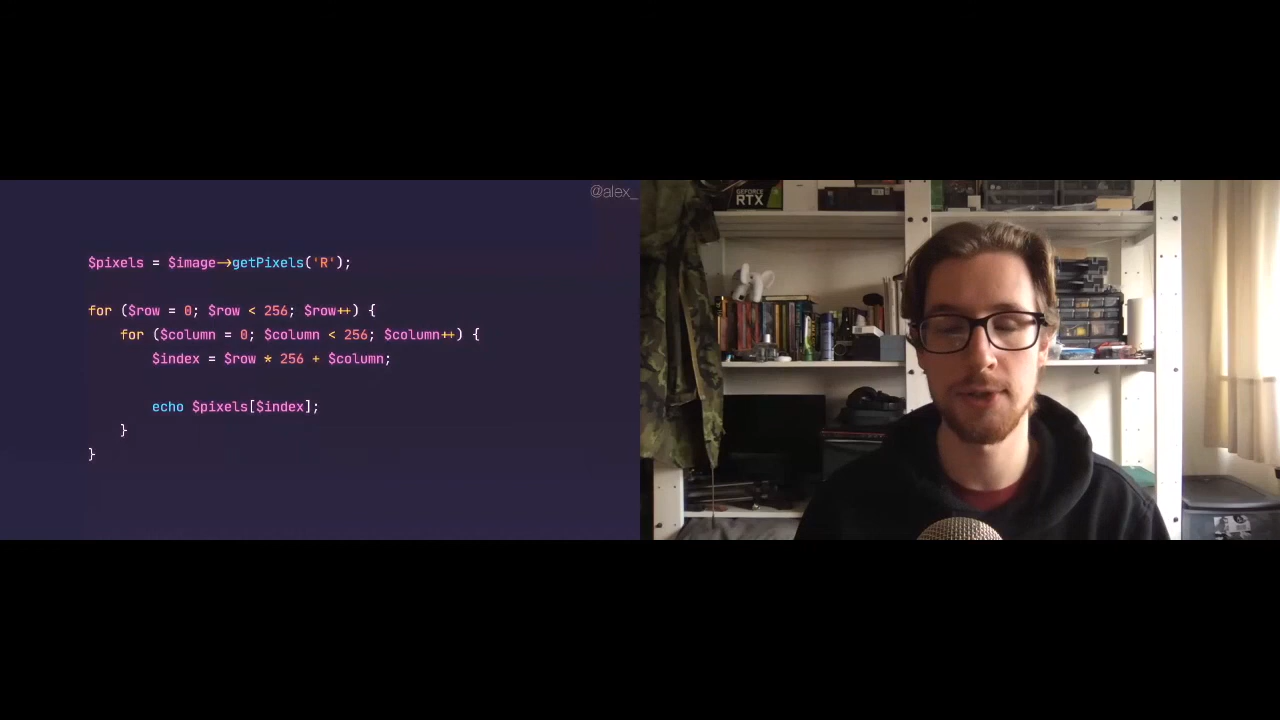 @alex_
$pixels = $image->getPixels('R');
for ($row = 0; $row < 256; $row++) {
for ($column = 0; $column < 256; $column++) {
$index = $row * 256 + $column;
echo $pixels[$index];
}
}
GEFORCE
RTX